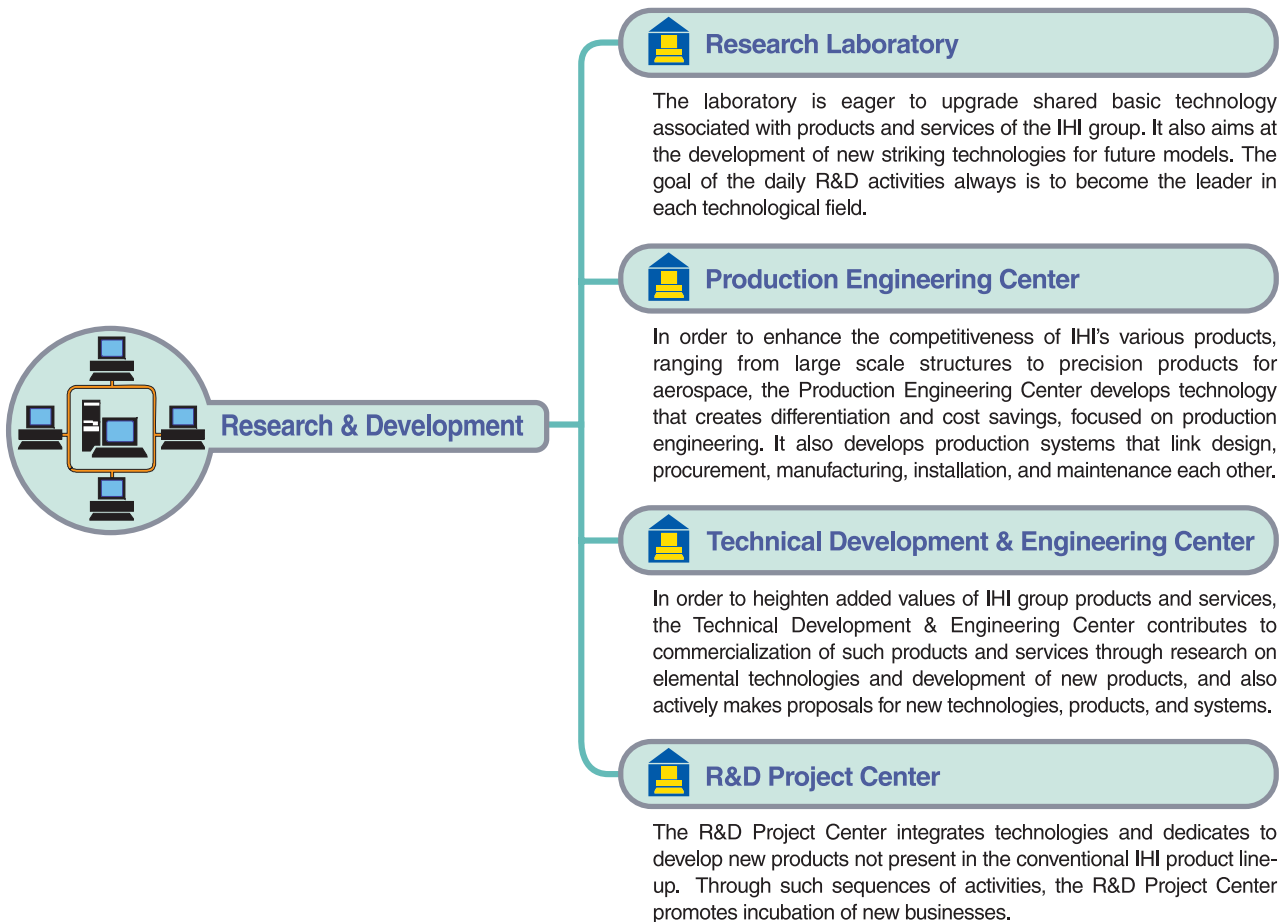 Research & Development
Research Laboratory
The laboratory is eager to upgrade shared basic technology
associated with products and services of the IHI group. It also aims at
the development of new striking technologies for future models. The
goal of the daily R&D activities always is to become the leader in
each technological field.
Production Engineering Center
In order to enhance the competitiveness of IHI's various products,
ranging from large scale structures to precision products for
aerospace, the Production Engineering Center develops technology
that creates differentiation and cost savings, focused on production
engineering. It also develops production systems that link design,
procurement, manufacturing, installation, and maintenance each other.
Technical Development & Engineering Center
In order to heighten added values of IHI group products and services,
the Technical Development & Engineering Center contributes to
commercialization of such products and services through research on
elemental technologies and development of new products, and also
actively makes proposals for new technologies, products, and systems.
R&D Project Center
The R&D Project Center integrates technologies and dedicates to
develop new products not present in the conventional IHI product line-
up. Through such sequences of activities, the R&D Project Center
promotes incubation of new businesses.